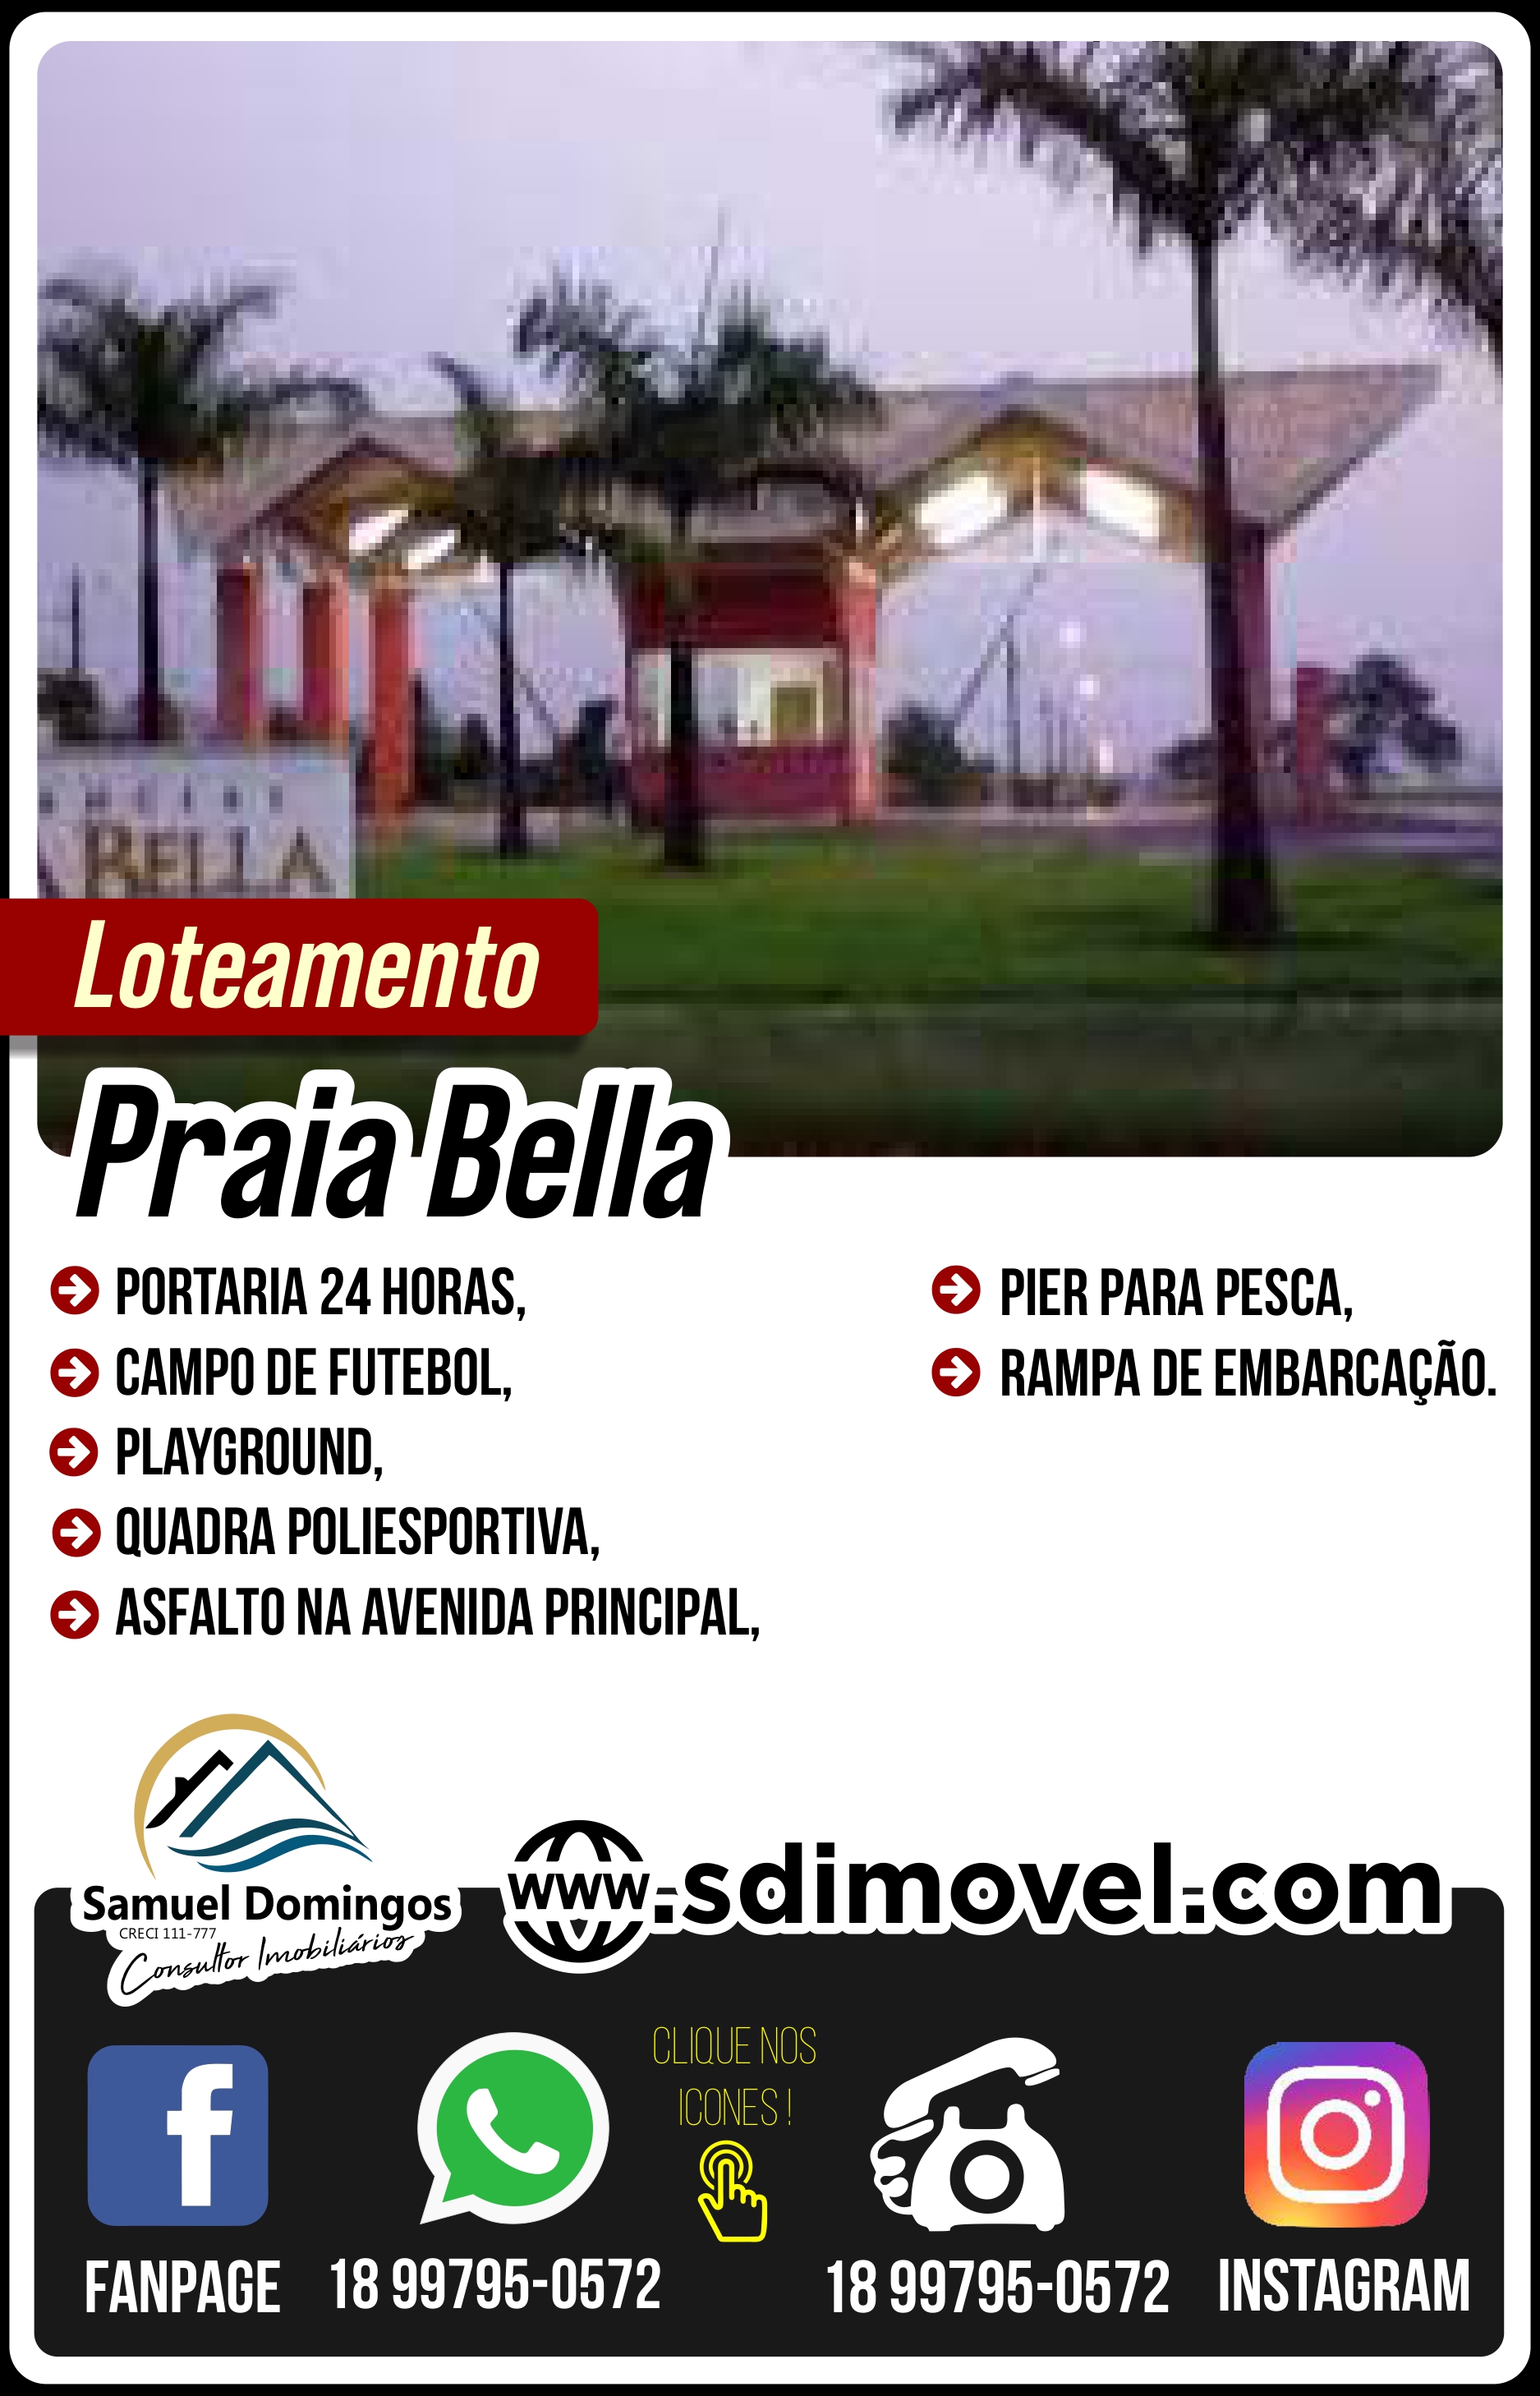 BELLA
Loteamento
Praia Bella
PORTARIA 24 HORAS,
CAMPO DE FUTEBOL,
PLAYGROUND,
QUADRA POLIESPORTIVA,
ASFALTO NA AVENIDA PRINCIPAL,
PIER PARA PESCA,
RAMPA DE EMBARCAÇÃO.
Samuel Domingos
CRECI 111-777
Consultor Imobiliários
www.sdimovel.com
CLIQUE NOS
ICONES !
FANPAGE
18 99795-0572
18 99795-0572
INSTAGRAM